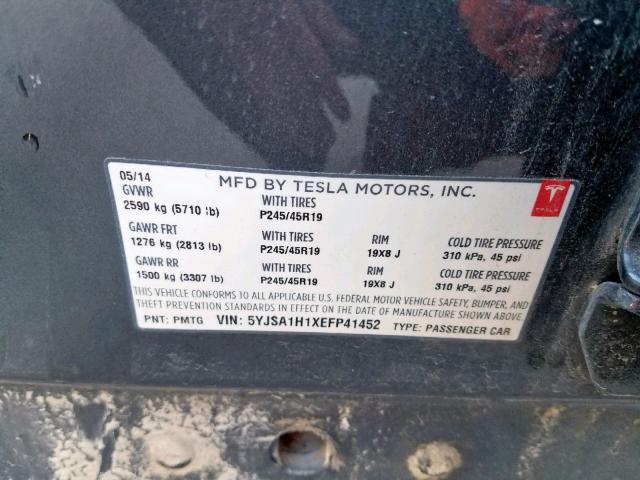 05/14 MFD BY TESLA MOTORS, INC.
GVWR WITH TIRES
2590 kg (5710 lb) P245/45R19
TESLA
GAWR FRT WITH TIRES RIM COLD TIRE PRESSURE
1276 kg (2813 lb) P245/45R19 19X8 J 310 kPa, 45 psi
GAWR RR WITH TIRES RIM COLD TIRE PRESSURE
1500 kg (3307 lb) P245/45R19 19X8 J 310 kPa, 45 psi
THIS VEHICLE CONFORMS TO ALL APPLICABLE U.S. FEDERAL MOTOR VEHICLE SAFETY, BUMPER, AND
THEFT PREVENTION STANDARDS IN EFFECT ON THE DATE OF MANUFACTURE SHOWN ABOVE.
PNT: PMTG VIN: 5YJSA1H1XEFP41452 TYPE: PASSENGER CAR